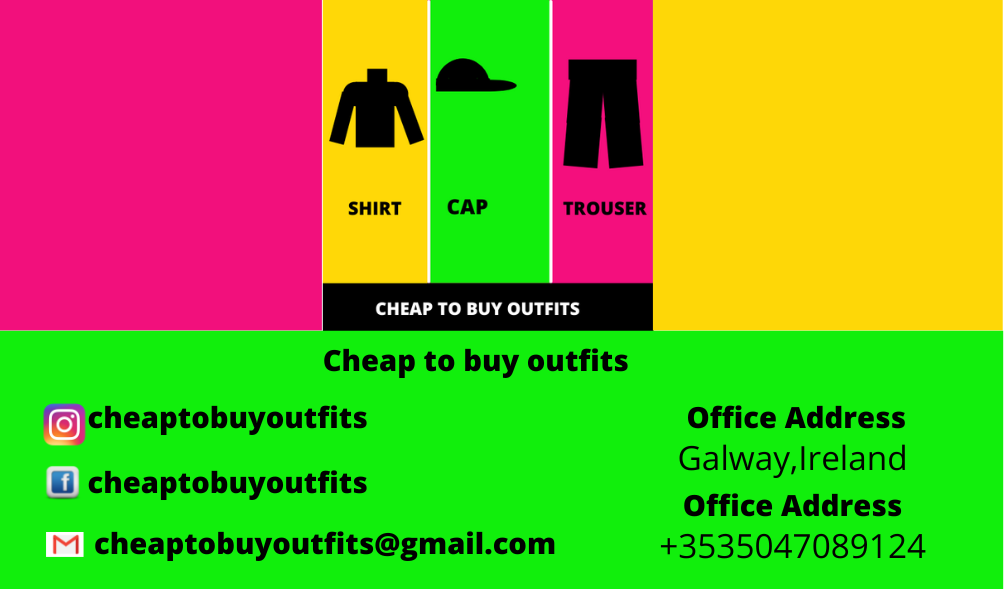 SHIRT
CAP
TROUSER
CHEAP TO BUY OUTFITS
Cheap to buy outfits
cheaptobuyoutfits
cheaptobuyoutfits
cheaptobuyoutfits@gmail.com
Office Address
Galway,Ireland
Office Address
+3535047089124